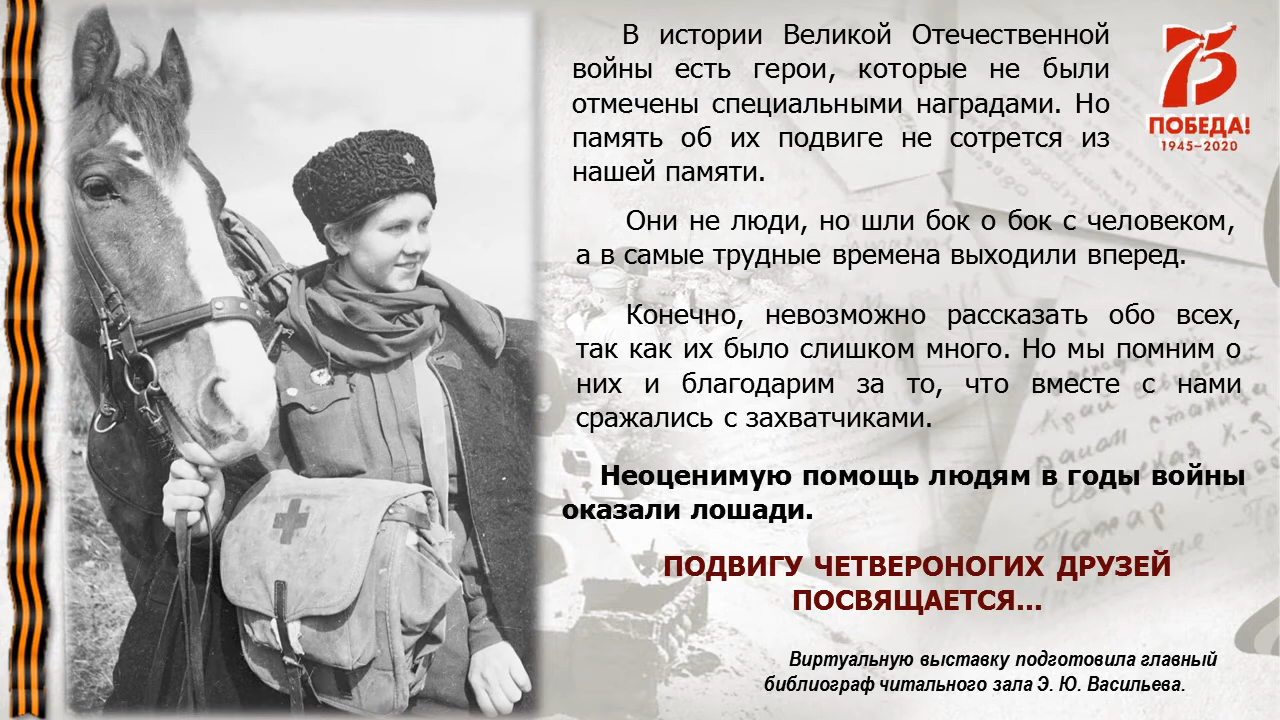 В истории Великой Отечественной
войны есть герои, которые не были
отмечены специальными наградами. Но
память об их подвиге не сотрется из
нашей памяти.
75
ПОБЕДА!
1945–2020
Они не люди, но шли бок о бок с человеком,
а в самые трудные времена выходили вперед.
Конечно, невозможно рассказать обо всех,
так как их было слишком много. Но мы помним о
них и благодарим за то, что вместе с нами
сражались с захватчиками.
Неоценимую помощь людям в годы войны
оказали лошади.
ПОДВИГУ ЧЕТВЕРОНОГИХ ДРУЗЕЙ
ПОСВЯЩАЕТСЯ...
Виртуальную выставку подготовила главный
библиограф читального зала Э. Ю. Васильева.